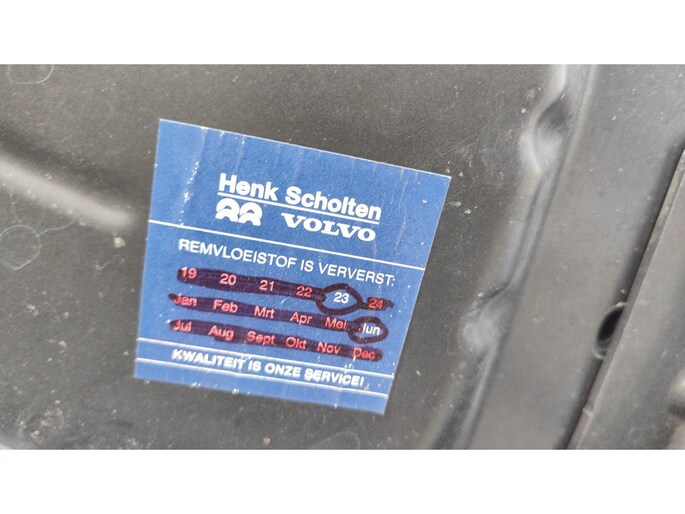 Henk Scholten
VOLVO
REMVLOEISTOF IS VERVERST:
19 20 21 22 23 24
Jan Feb Mrt Apr Mei Jun
Jul Aug Sept Okt Nov Dec
KWALITEIT IS ONZE SERVICE!